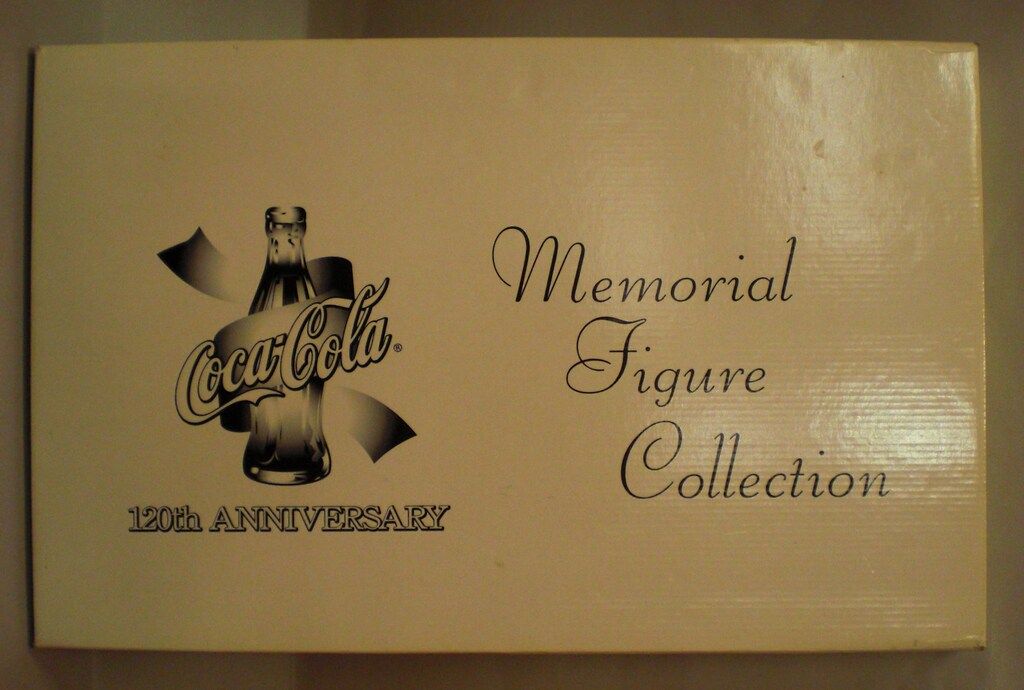 Coca-Cola®
120th ANNIVERSARY
Memorial
Figure
Collection